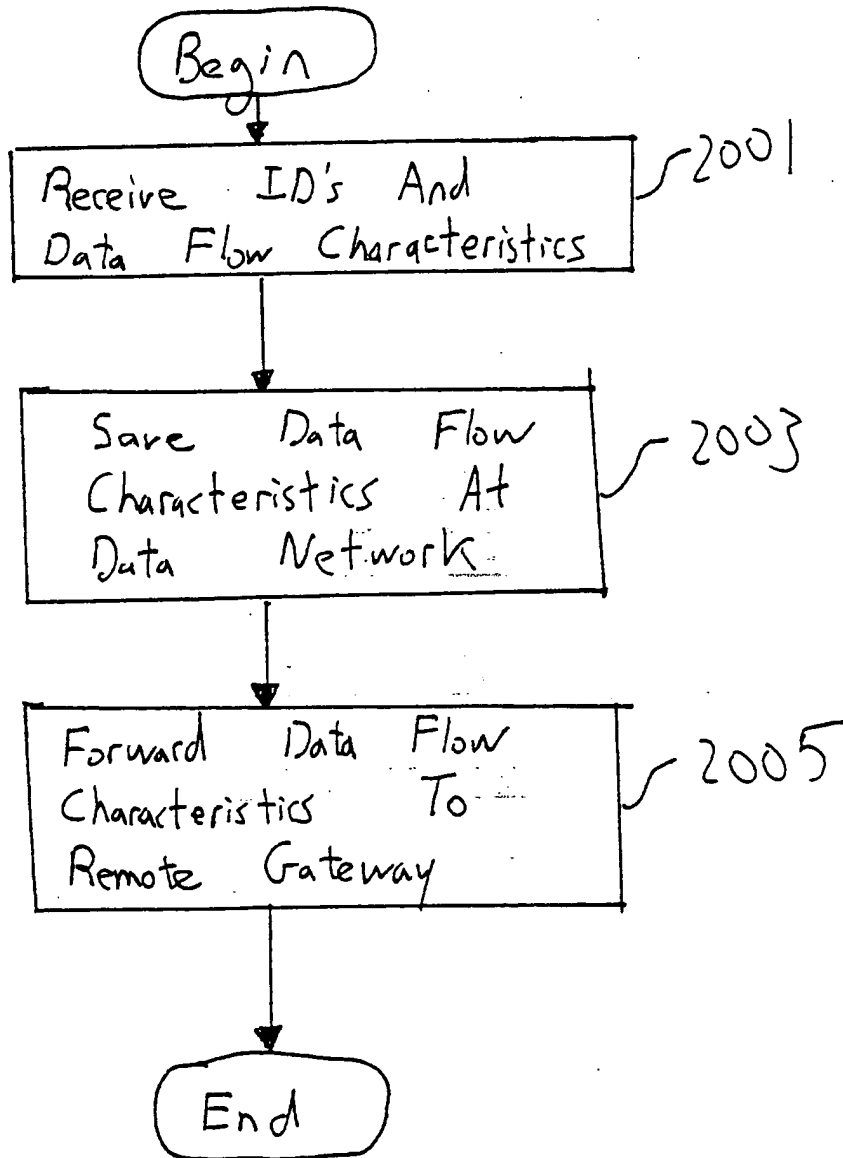 Begin
Receive ID's And
Data Flow Characteristics
2001
Save Data Flow
Characteristics At
Data Network
2003
Forward Data Flow
Characteristics To
Remote Gateway
2005
End